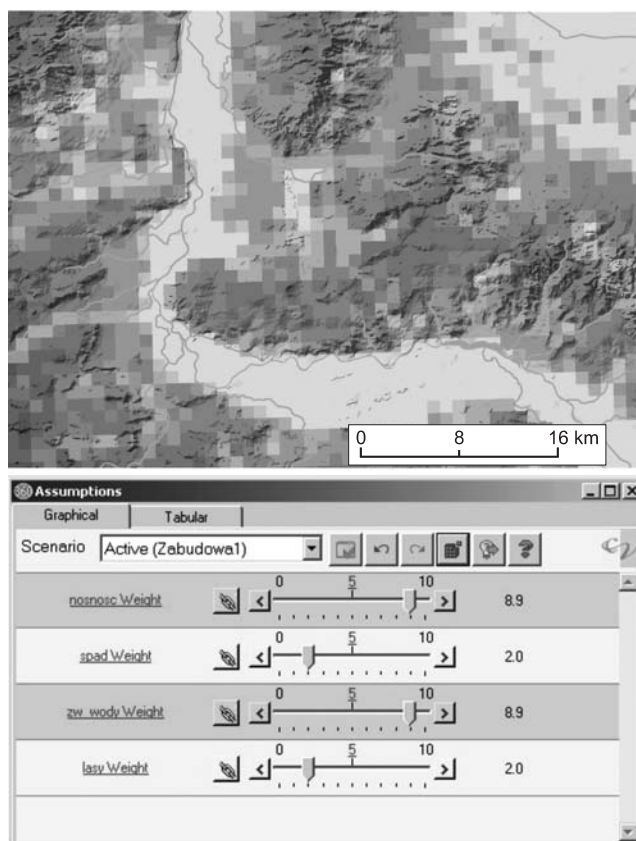 0 8 16 km
Assumptions
Graphical Tabular
Scenario Active (Zabudowa1)
0 5 10
nosnosc Weight 8.9
0 5 10
spad Weight 2.0
0 5 10
zw_wody Weight 8.9
0 5 10
lasy Weight 2.0